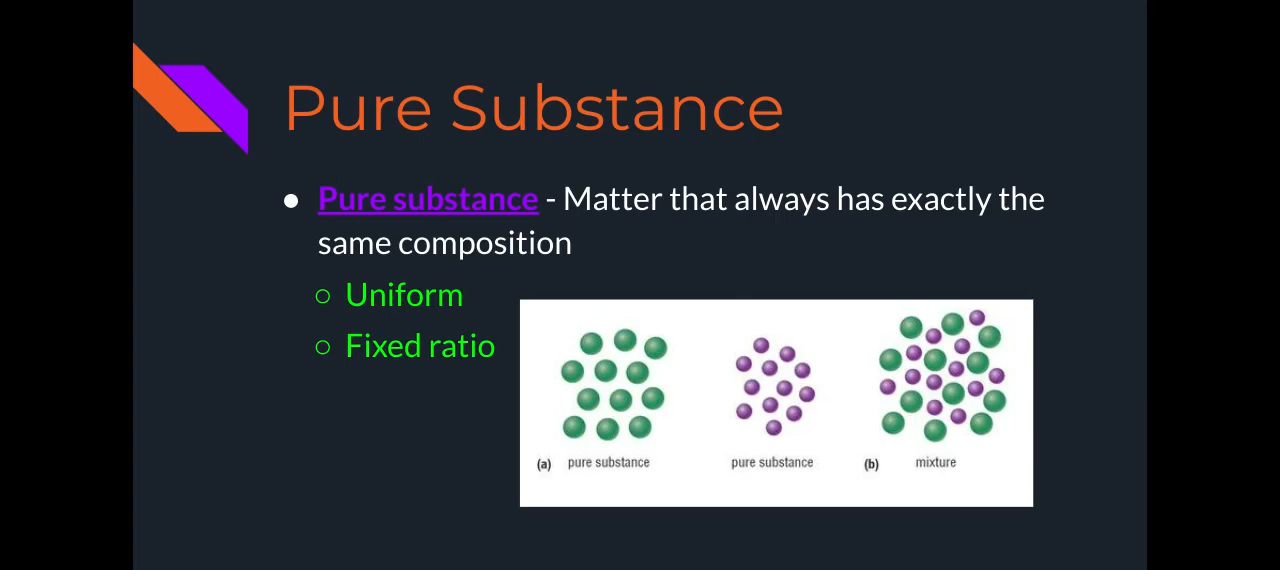 Pure Substance
● Pure substance - Matter that always has exactly the
same composition
○ Uniform
○ Fixed ratio
(a) pure substance pure substance (b) mixture